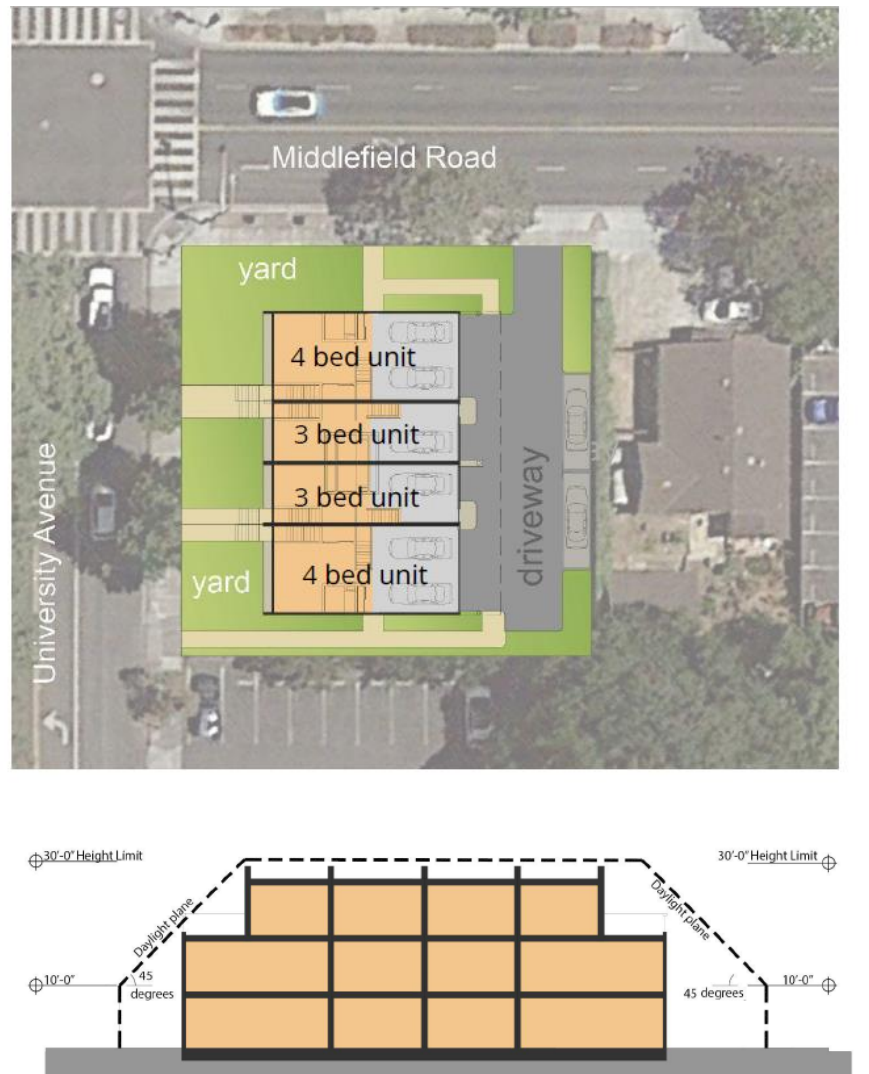 Middlefield Road
yard
4 bed unit
3 bed unit
3 bed unit
4 bed unit
yard
driveway
University Avenue
30'-0" Height Limit
30'-0" Height Limit
Daylight plane
Daylight plane
10'-0"
45
degrees
45 degrees
10'-0"